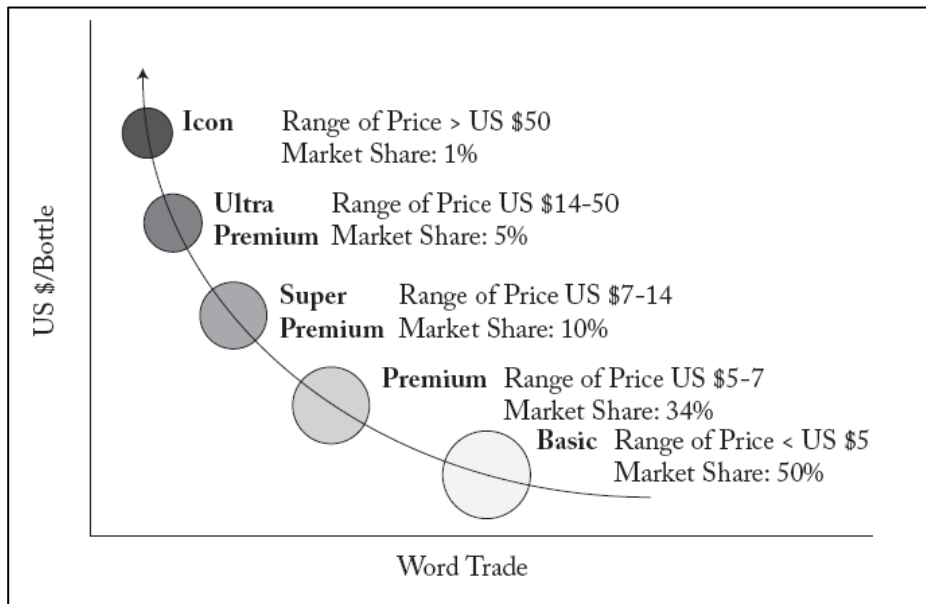 Icon Range of Price > US $50
Market Share: 1%
Ultra Range of Price US $14-50
Premium Market Share: 5%
Super Range of Price US $7-14
Premium Market Share: 10%
Premium Range of Price US $5-7
Market Share: 34%
Basic Range of Price < US $5
Market Share: 50%
US $/Bottle
Word Trade